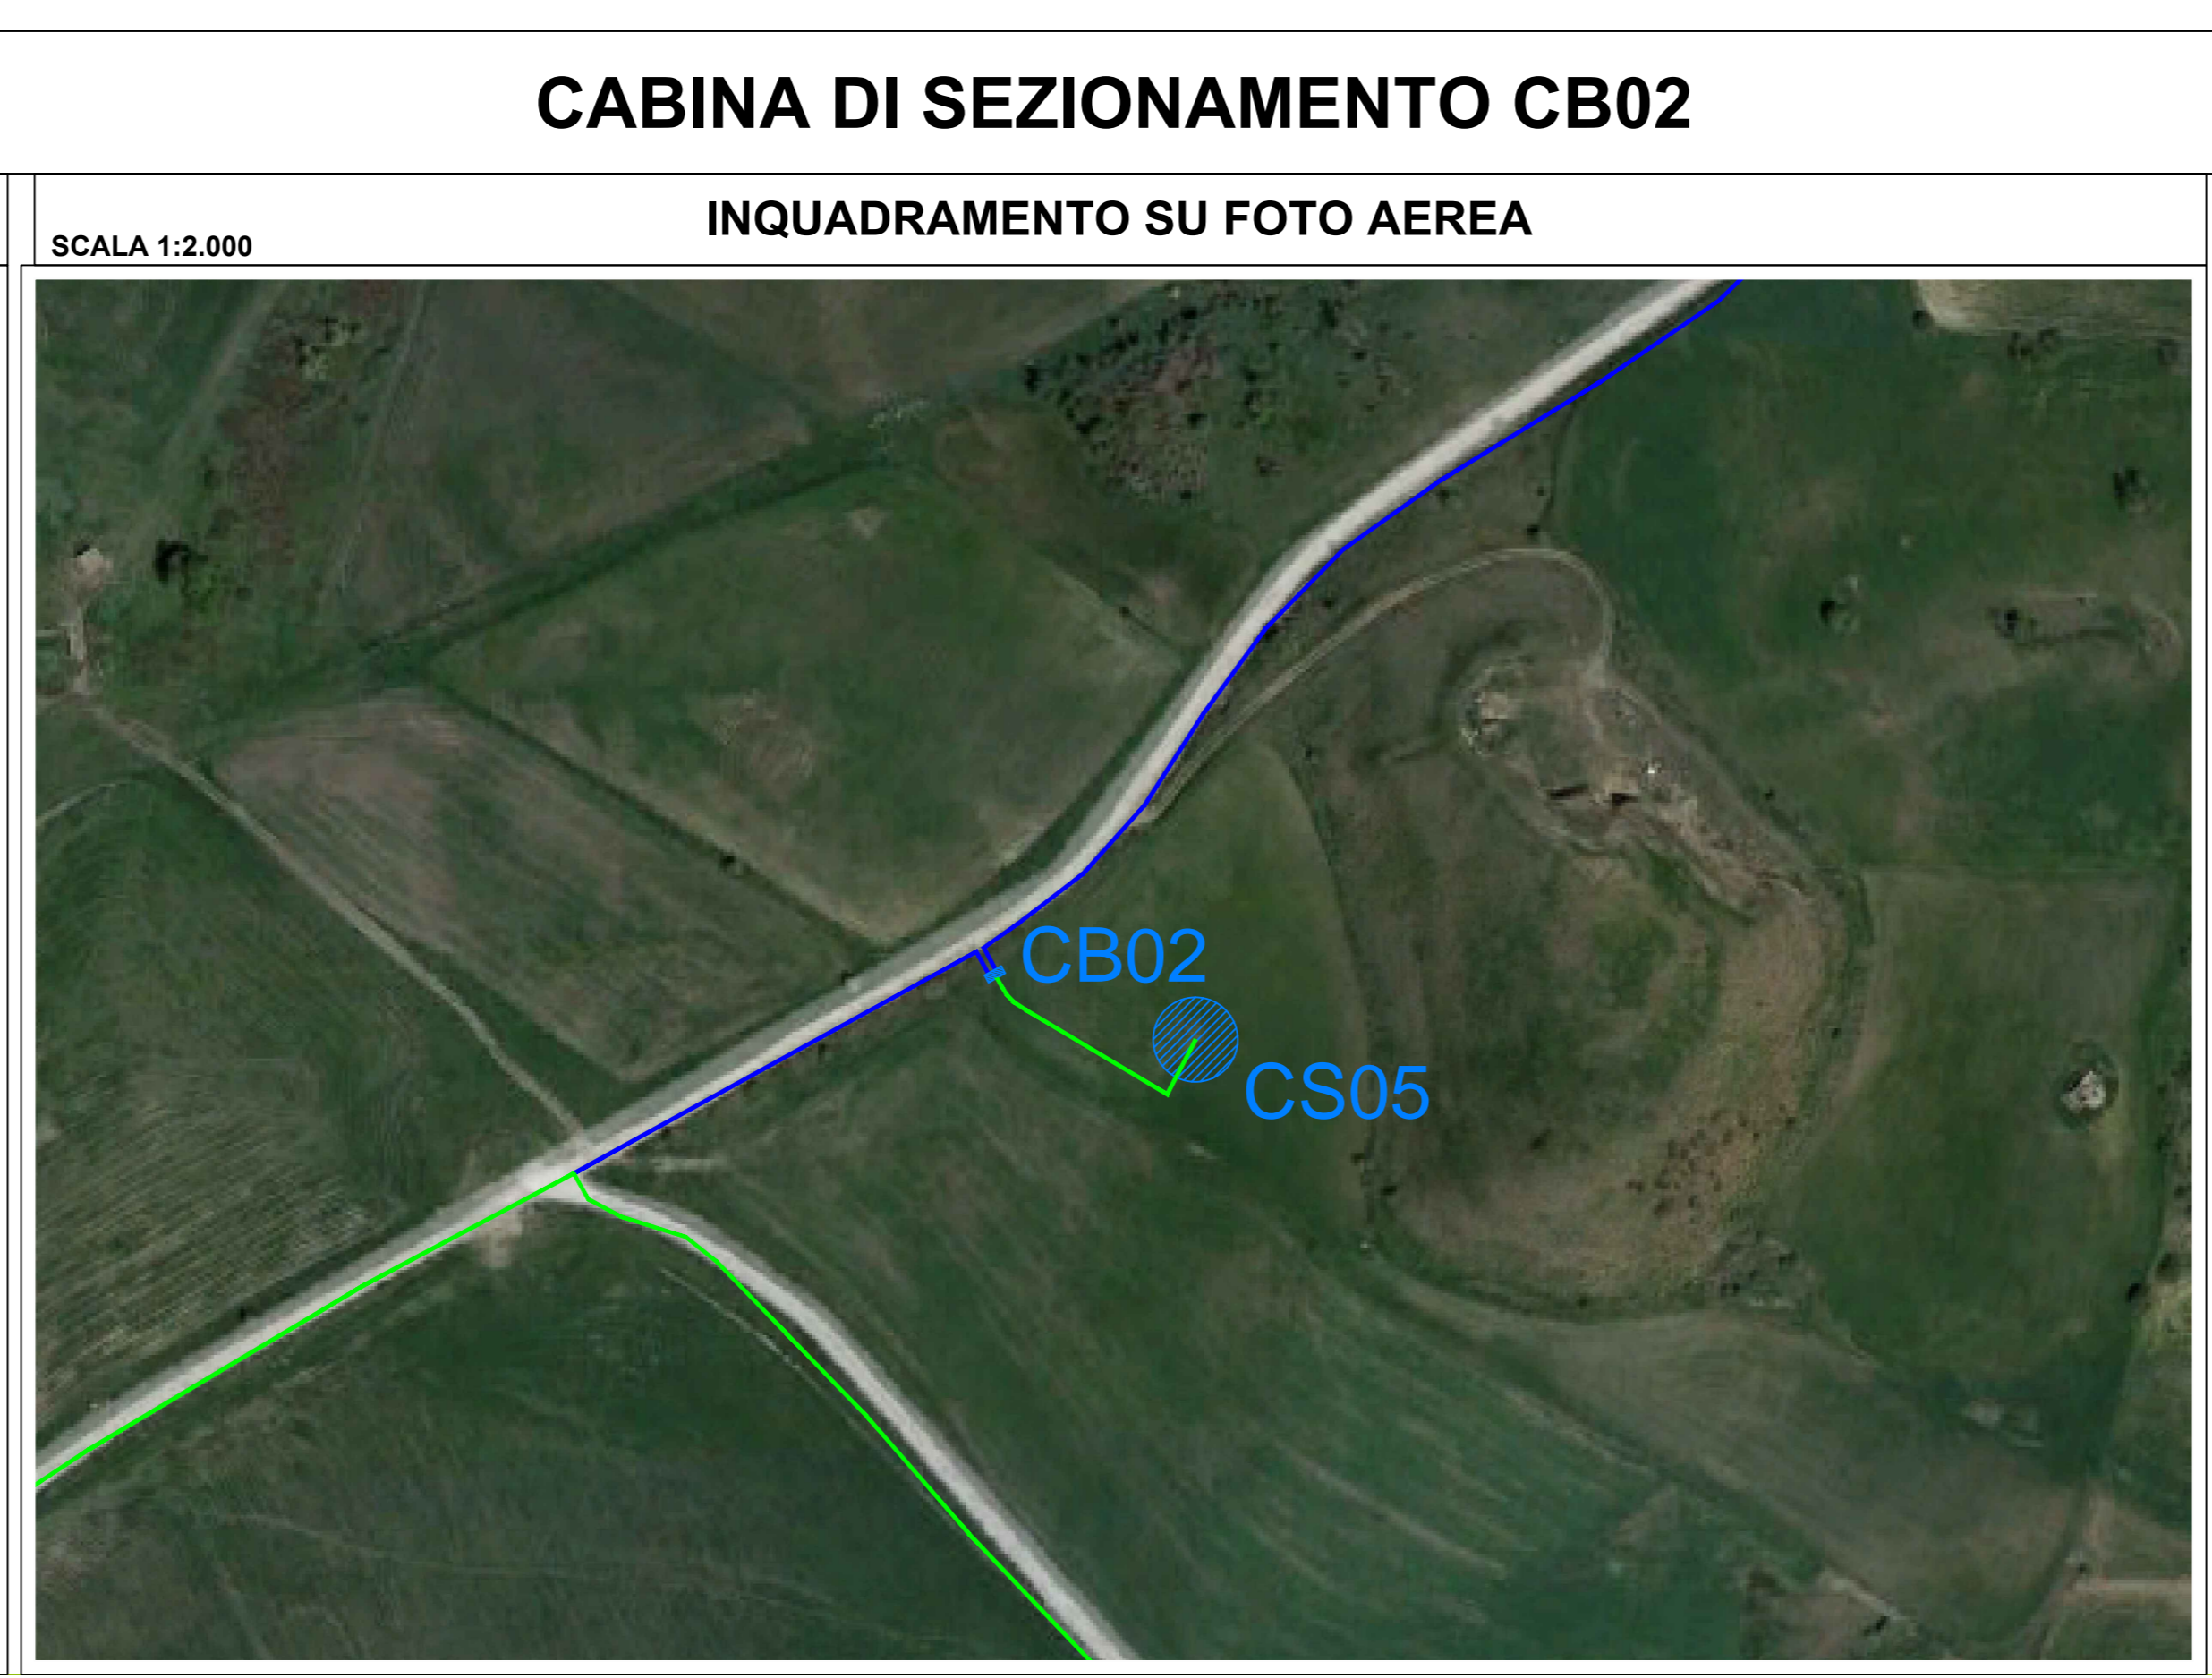 CABINA DI SEZIONAMENTO CB02
INQUADRAMENTO SU FOTO AEREA
SCALA 1:2.000
CB02
CS05